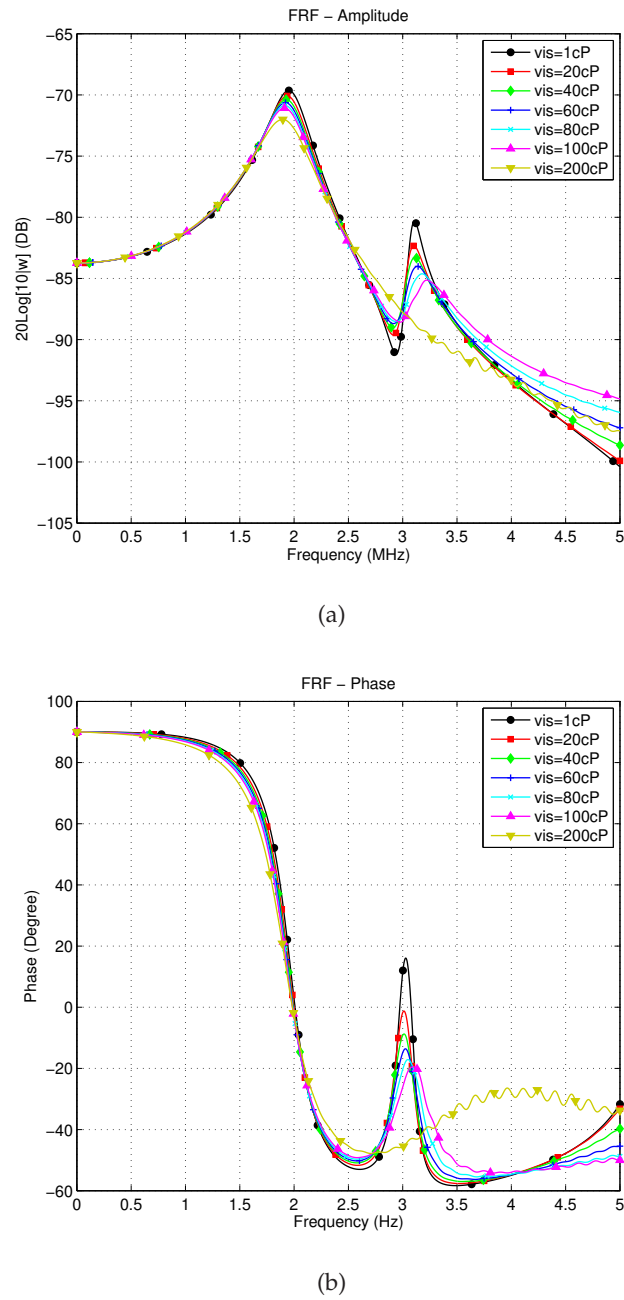 FRF − Amplitude
20Log[10|w] (DB)
−65
−70
−75
−80
−85
−90
−95
−100
−105
vis=1cP
vis=20cP
vis=40cP
vis=60cP
vis=80cP
vis=100cP
vis=200cP
0 0.5 1 1.5 2 2.5 3 3.5 4 4.5 5
Frequency (MHz)
(a)
FRF − Phase
Phase (Degree)
100
80
60
40
20
0
−20
−40
−60
vis=1cP
vis=20cP
vis=40cP
vis=60cP
vis=80cP
vis=100cP
vis=200cP
0 0.5 1 1.5 2 2.5 3 3.5 4 4.5 5
Frequency (Hz)
(b)